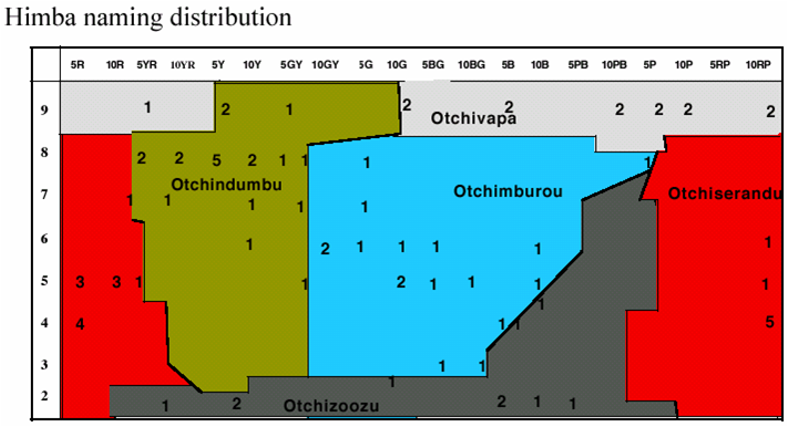 Himba naming distribution
5R 10R 5YR 10YR 5Y 10Y 5GY 10GY 5G 10G 5BG 10BG 5B 10B 5PB 10PB 5P 10P 5RP 10RP
9 1 2 1 2 2 2 2 2 2
Otchivapa
8 2 2 5 2 1 1 1 1
Otchindumbu Otchimburou Otchiserandu
7 1 1 1 1 1
6 1 2 1 1 1 1 1
5 3 3 1 1 2 1 1 1 1
1
4 4 1 1 5
3 1 1
1
2 1 2 Otchizoozu 2 1 1